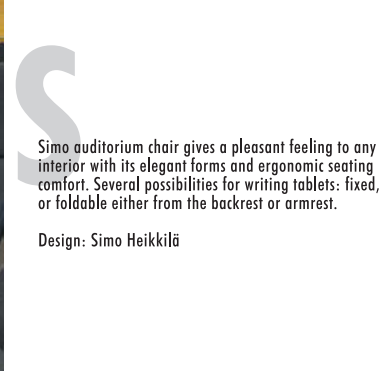 S
Simo auditorium chair gives a pleasant feeling to any
interior with its elegant forms and ergonomic seating
comfort. Several possibilities for writing tablets: fixed,
or foldable either from the backrest or armrest.
Design: Simo Heikkilä